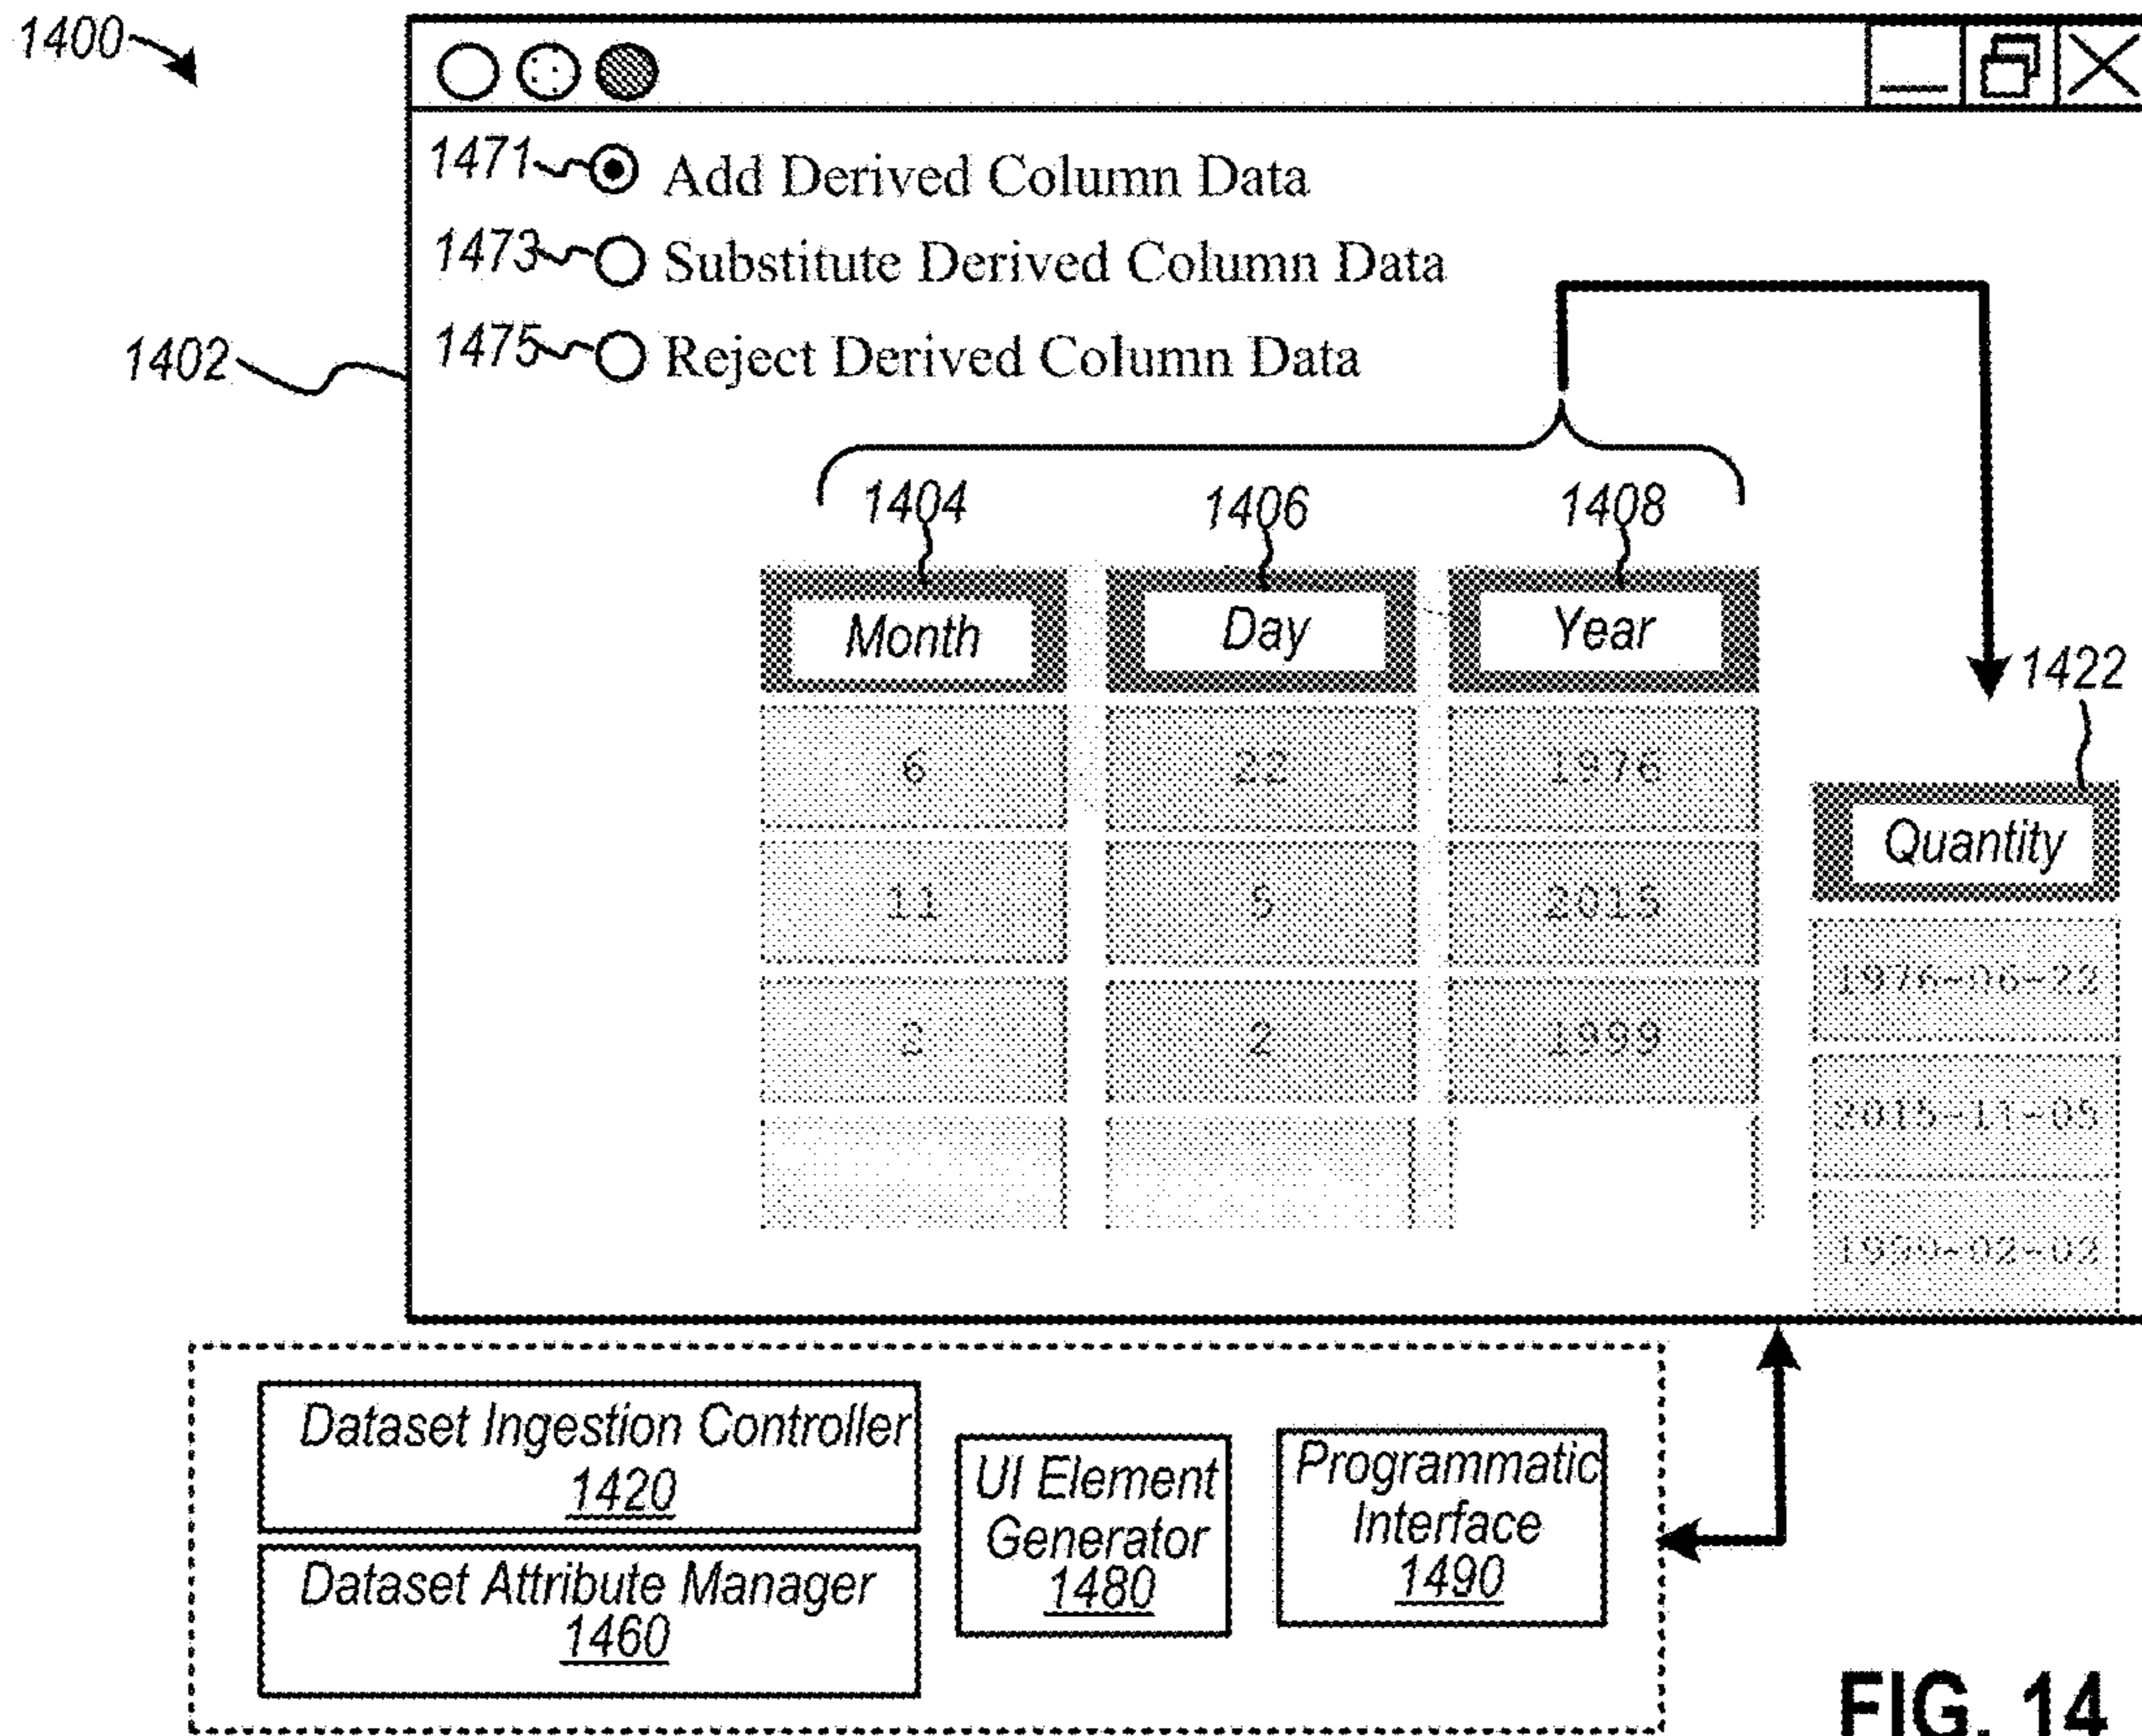 1400
1471 Add Derived Column Data
1473 Substitute Derived Column Data
1402
1475 Reject Derived Column Data
1404 1406 1408
Month Day Year
1422
6 22 1976
Quantity
11 5 2015
1976-06-22
2 2 1999
2015-11-05
1999-02-02
Dataset Ingestion Controller
1420
Dataset Attribute Manager
1460
UI Element
Generator
1480
Programmatic
Interface
1490
FIG. 14